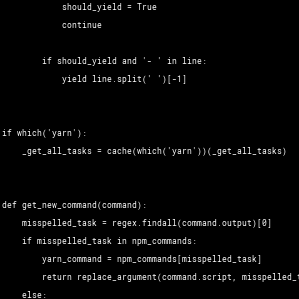 should_yield = True
continue
if should_yield and '- ' in line:
yield line.split(' ')[-1]
if which('yarn'):
_get_all_tasks = cache(which('yarn'))(_get_all_tasks)
def get_new_command(command):
misspelled_task = regex.findall(command.output)[0]
if misspelled_task in npm_commands:
yarn_command = npm_commands[misspelled_task]
return replace_argument(command.script, misspelled_t
else: